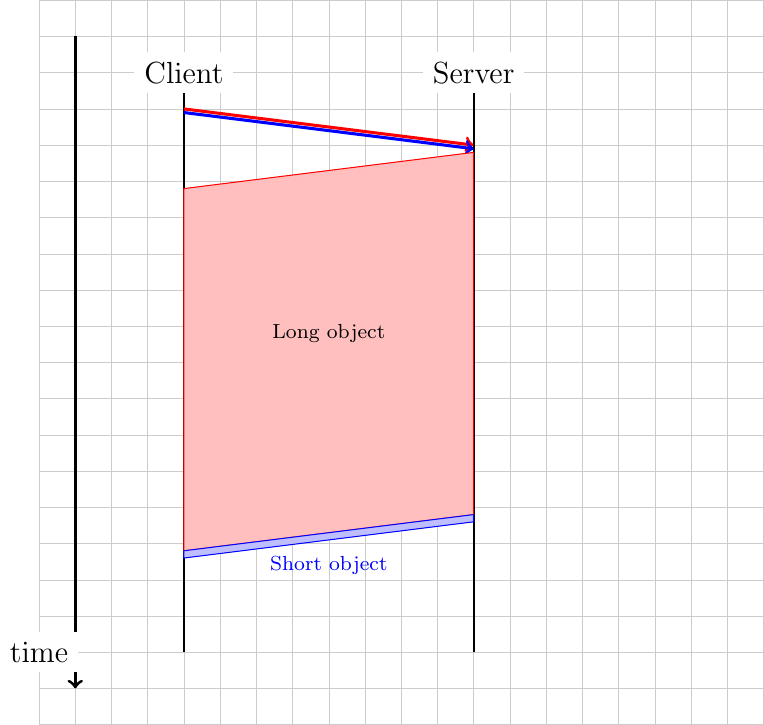 Client
Server
Long object
Short object
time